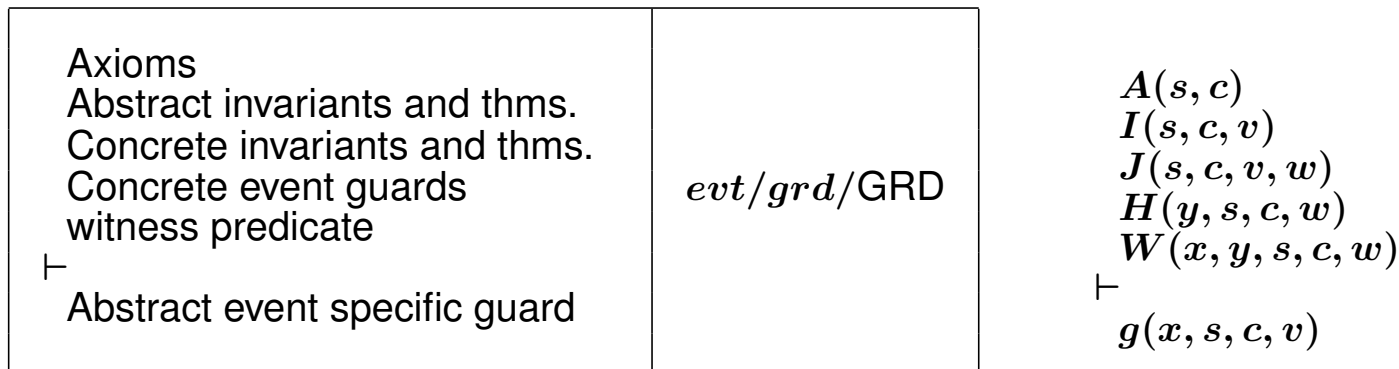 Axioms
Abstract invariants and thms.
Concrete invariants and thms.
Concrete event guards
witness predicate
⊢
Abstract event specific guard
evt/grd/GRD
A(s, c)
I(s, c, v)
J(s, c, v, w)
H(y, s, c, w)
W(x, y, s, c, w)
⊢
g(x, s, c, v)